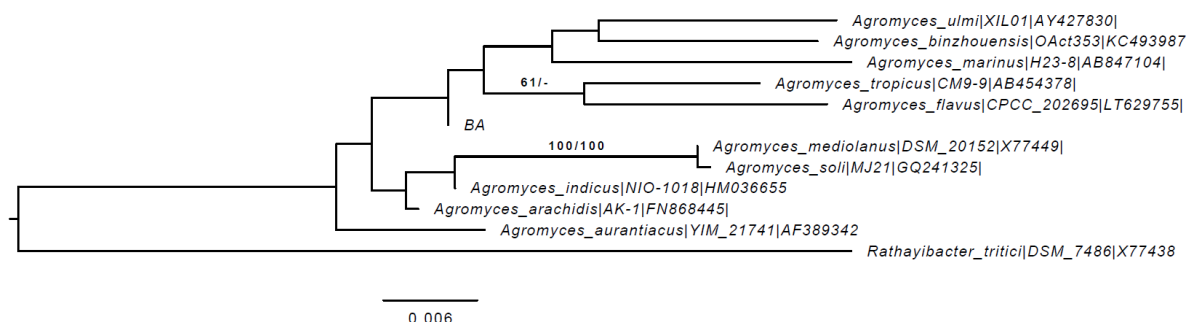 Agromyces_ulmi|XIL01|AY427830|
Agromyces_binzhouensis|OAct353|KC493987
Agromyces_marinus|H23-8|AB847104|
61/-
Agromyces_tropicus|CM9-9|AB454378|
Agromyces_flavus|CPCC_202695|LT629755|
BA
100/100
Agromyces_mediolanus|DSM_20152|X77449|
Agromyces_soli|MJ21|GQ241325|
Agromyces_indicus|NIO-1018|HM036655
Agromyces_arachidis|AK-1|FN868445|
Agromyces_aurantiacus|YIM_21741|AF389342
Rathayibacter_tritici|DSM_7486|X77438
0.006